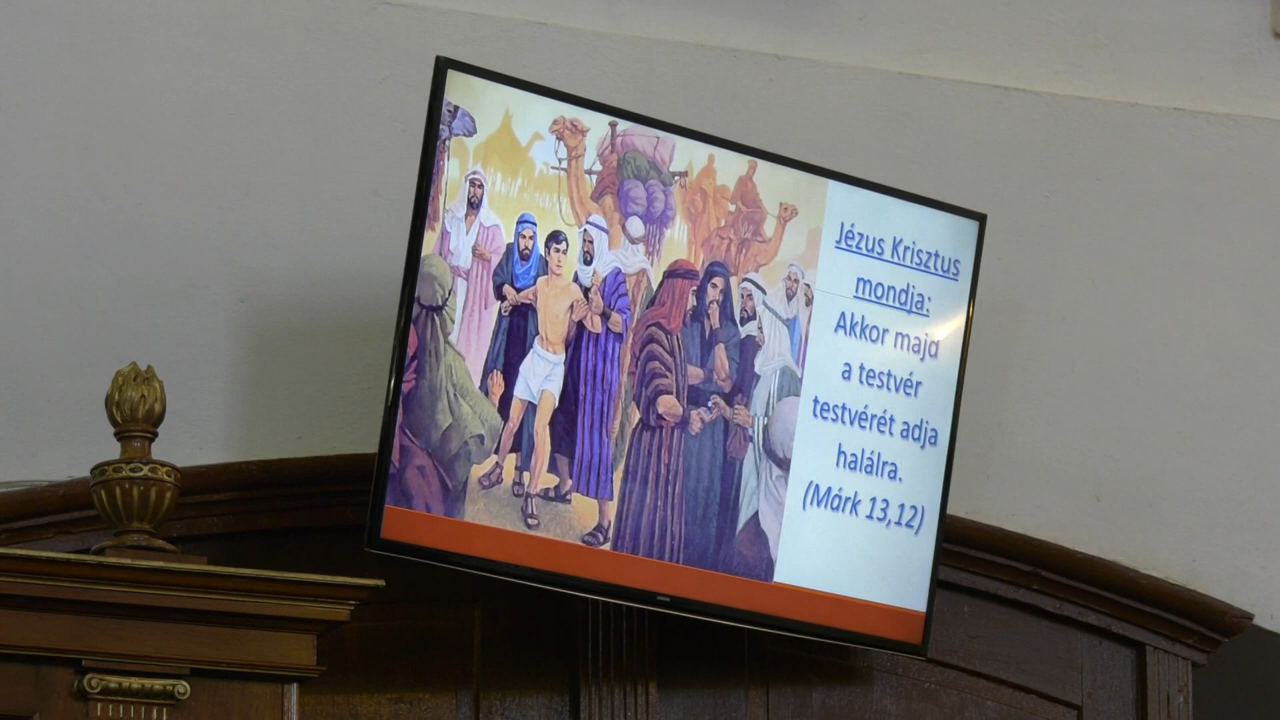 Jézus Krisztus
mondja:
Akkor majd
a testvér
testvérét adja
halálra.
(Márk 13,12)